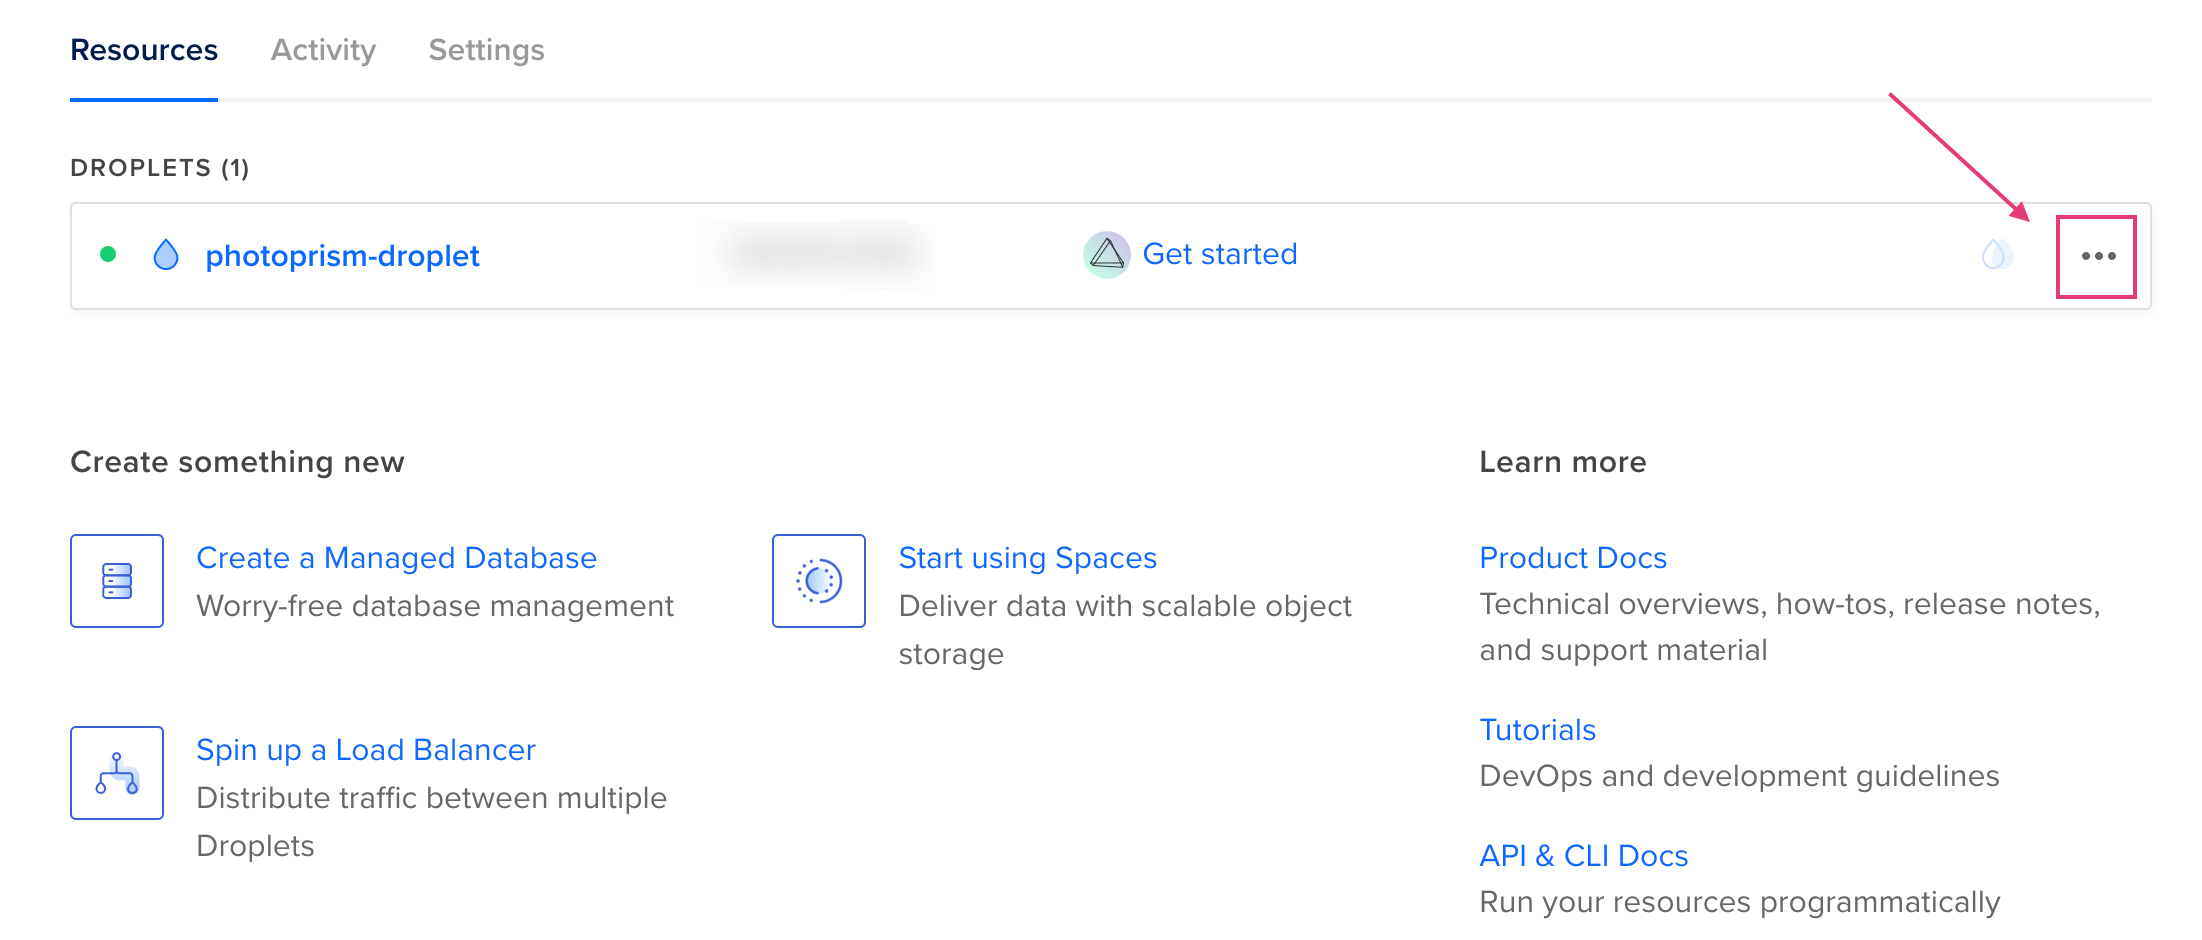 Resources Activity Settings
DROPLETS (1)
photoprism-droplet Get started
Create something new
Create a Managed Database
Worry-free database management
Start using Spaces
Deliver data with scalable object
storage
Spin up a Load Balancer
Distribute traffic between multiple
Droplets
Learn more
Product Docs
Technical overviews, how-tos, release notes,
and support material
Tutorials
DevOps and development guidelines
API & CLI Docs
Run your resources programmatically